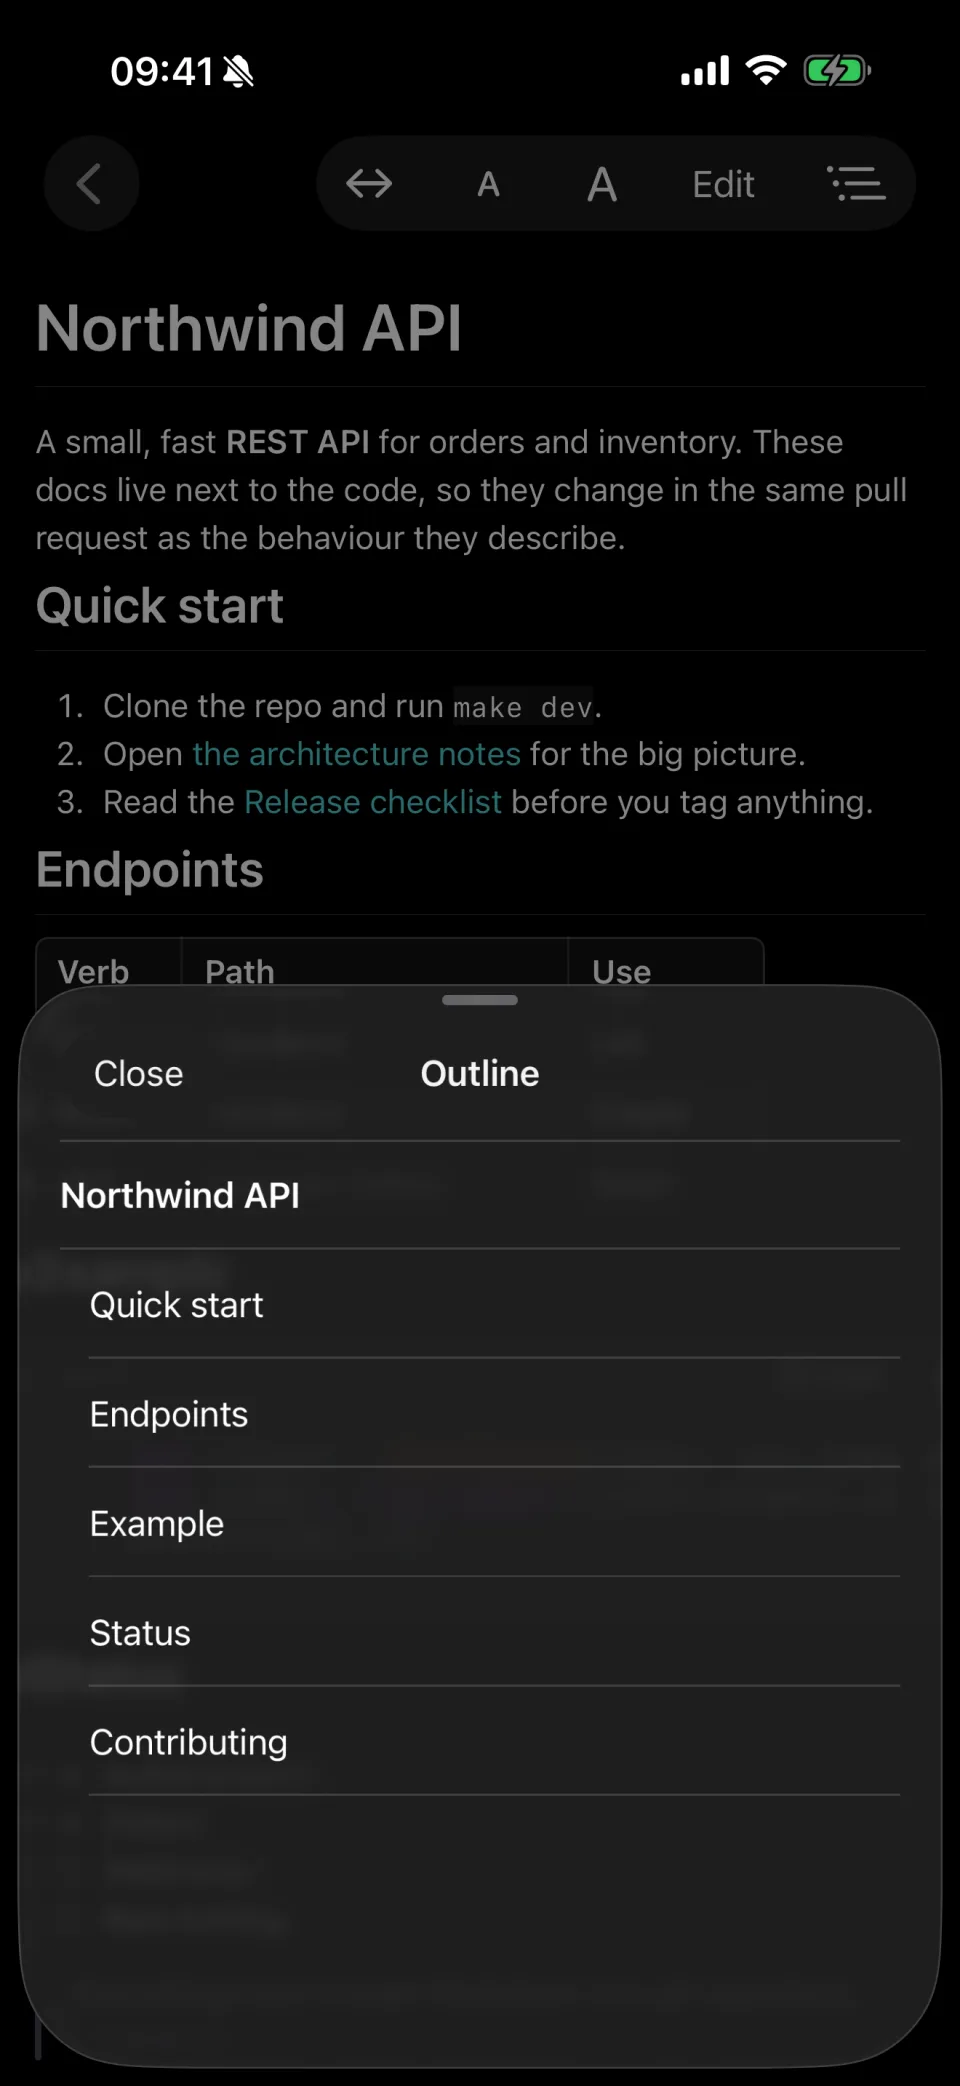 09:41
A A Edit
Northwind API
A small, fast REST API for orders and inventory. These
docs live next to the code, so they change in the same pull
request as the behaviour they describe.
Quick start
1. Clone the repo and run make dev.
2. Open the architecture notes for the big picture.
3. Read the Release checklist before you tag anything.
Endpoints
Verb Path Use
Close Outline
Northwind API
Quick start
Endpoints
Example
Status
Contributing